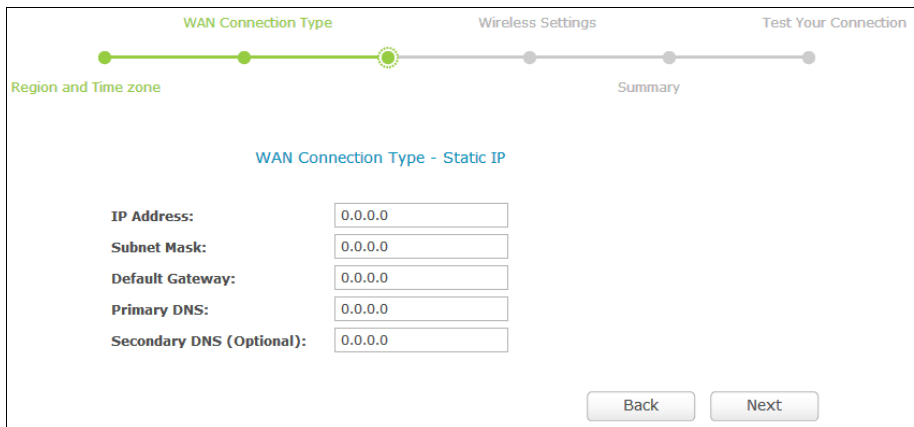 WAN Connection Type Wireless Settings Test Your Connection
Region and Time zone Summary
WAN Connection Type - Static IP
IP Address: 0.0.0.0
Subnet Mask: 0.0.0.0
Default Gateway: 0.0.0.0
Primary DNS: 0.0.0.0
Secondary DNS (Optional): 0.0.0.0
Back Next